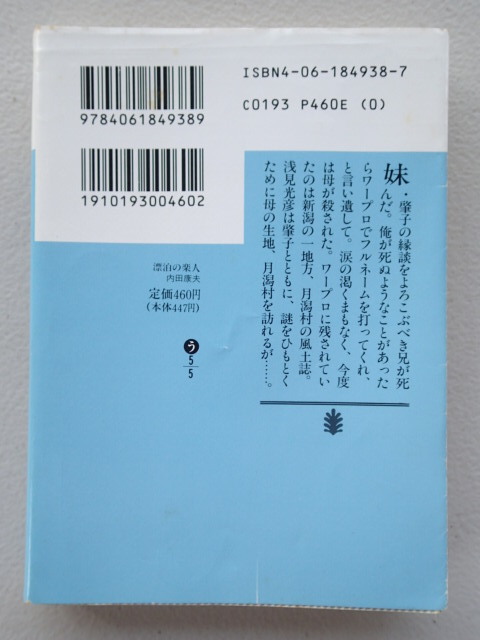 ISBN4-06-184938-7
C0193 P460E (0)
9784061849389
1910193004602
妹・肇子の縁談をよろこぶべき兄が死
んだ。俺が死ぬようなことがあった
らワープロでフルネームを打ってくれ、
と言い遺して。涙の渇くまもなく、今度
は母が殺された。ワープロに残されてい
たのは新潟の一地方、月潟村の風土誌。
浅見光彦は肇子とともに、謎をひもとく
ために母の生地、月潟村を訪れるが……。
漂泊の楽人
内田康夫
定価460円
(本体447円)
う
5
5